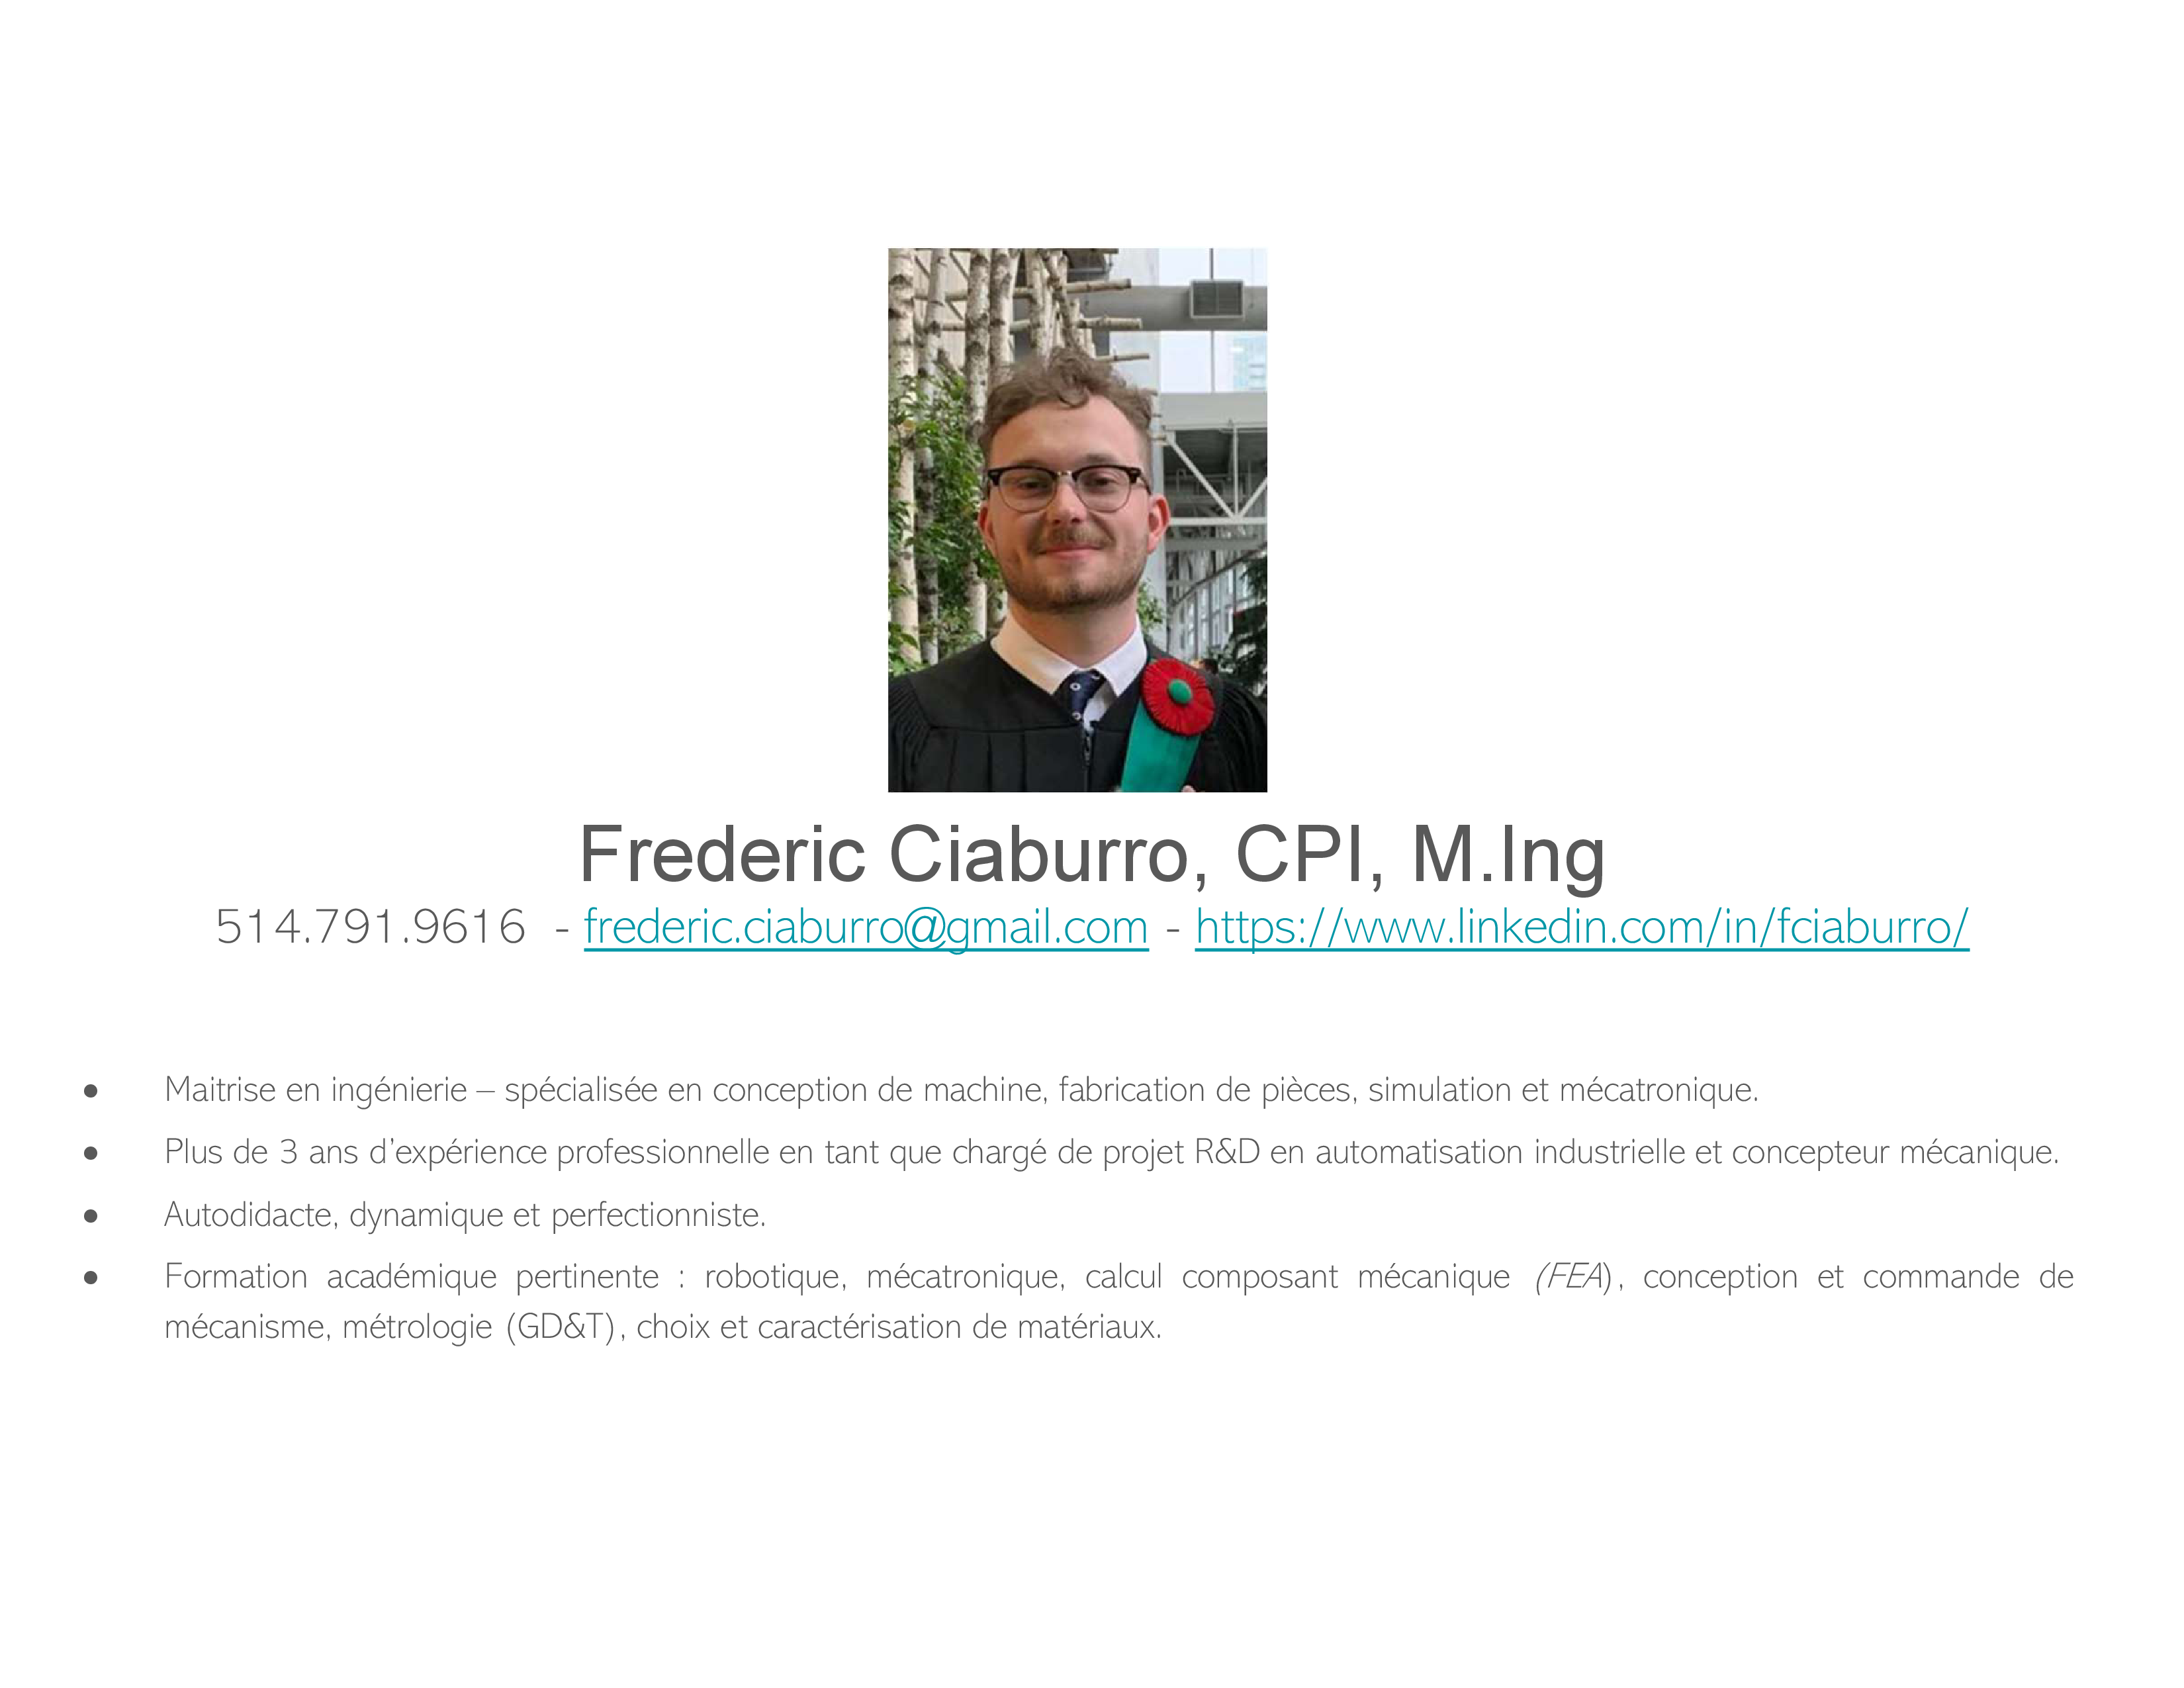 Frederic Ciaburro, CPI, M.Ing
514.791.9616 - frederic.ciaburro@gmail.com - https://www.linkedin.com/in/fciaburro/
• Maitrise en ingénierie – spécialisée en conception de machine, fabrication de pièces, simulation et mécatronique.
• Plus de 3 ans d’expérience professionnelle en tant que chargé de projet R&D en automatisation industrielle et concepteur mécanique.
• Autodidacte, dynamique et perfectionniste.
• Formation académique pertinente : robotique, mécatronique, calcul composant mécanique (FEA), conception et commande de
mécanisme, métrologie (GD&T), choix et caractérisation de matériaux.